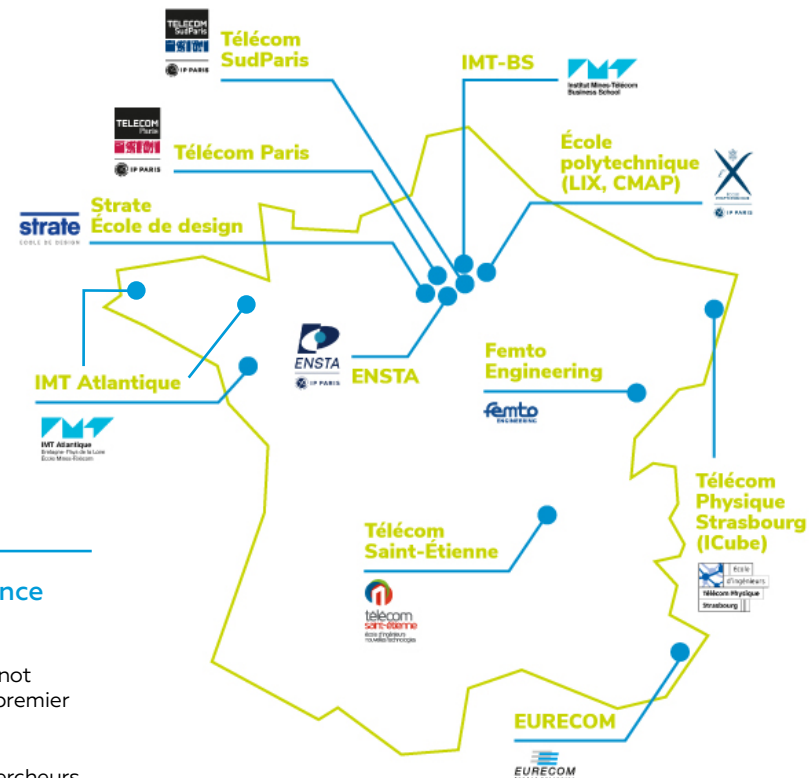 TELECOM
SudParis
IP PARIS
Télécom
SudParis
IMT-BS
Institut Mines-Télécom
Business School
TELECOM
Paris
IP PARIS
Télécom Paris
École
polytechnique
(LIX, CMAP)
IP PARIS
strate
ÉCOLE DE DESIGN
Strate
École de design
ENSTA
IP PARIS
ENSTA
IMT Atlantique
IMT Atlantique
Bretagne-Pays de la Loire
École Mines-Télécom
Femto
Engineering
femto
ENGINEERING
Télécom
Physique
Strasbourg
(ICube)
École
d'ingénieurs
Télécom Physique
Strasbourg
Télécom
Saint-Étienne
télécom
saint-étienne
école d'ingénieurs
nouvelles technologies
nce
not
premier
ercheurs
EURECOM
EURECOM